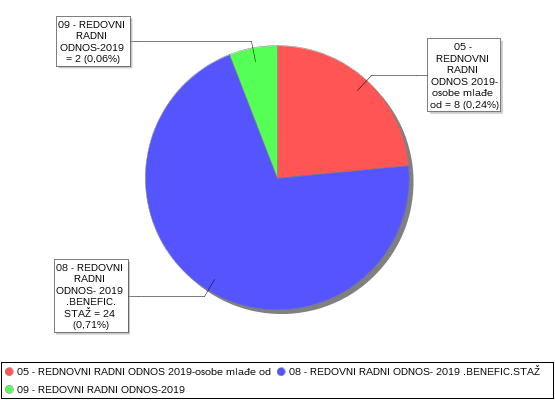 09 - REDOVNI
RADNI
ODNOS-2019
= 2 (0,06%)
05 -
REDNOVNI
RADNI
ODNOS 2019-
osobe mlađe
od = 8 (0,24%)
08 - REDOVNI
RADNI
ODNOS- 2019
.BENEFIC.
STAŽ = 24
(0,71%)
05 - REDNOVNI RADNI ODNOS 2019-osobe mlađe od
08 - REDOVNI RADNI ODNOS- 2019 .BENEFIC.STAŽ
09 - REDOVNI RADNI ODNOS-2019